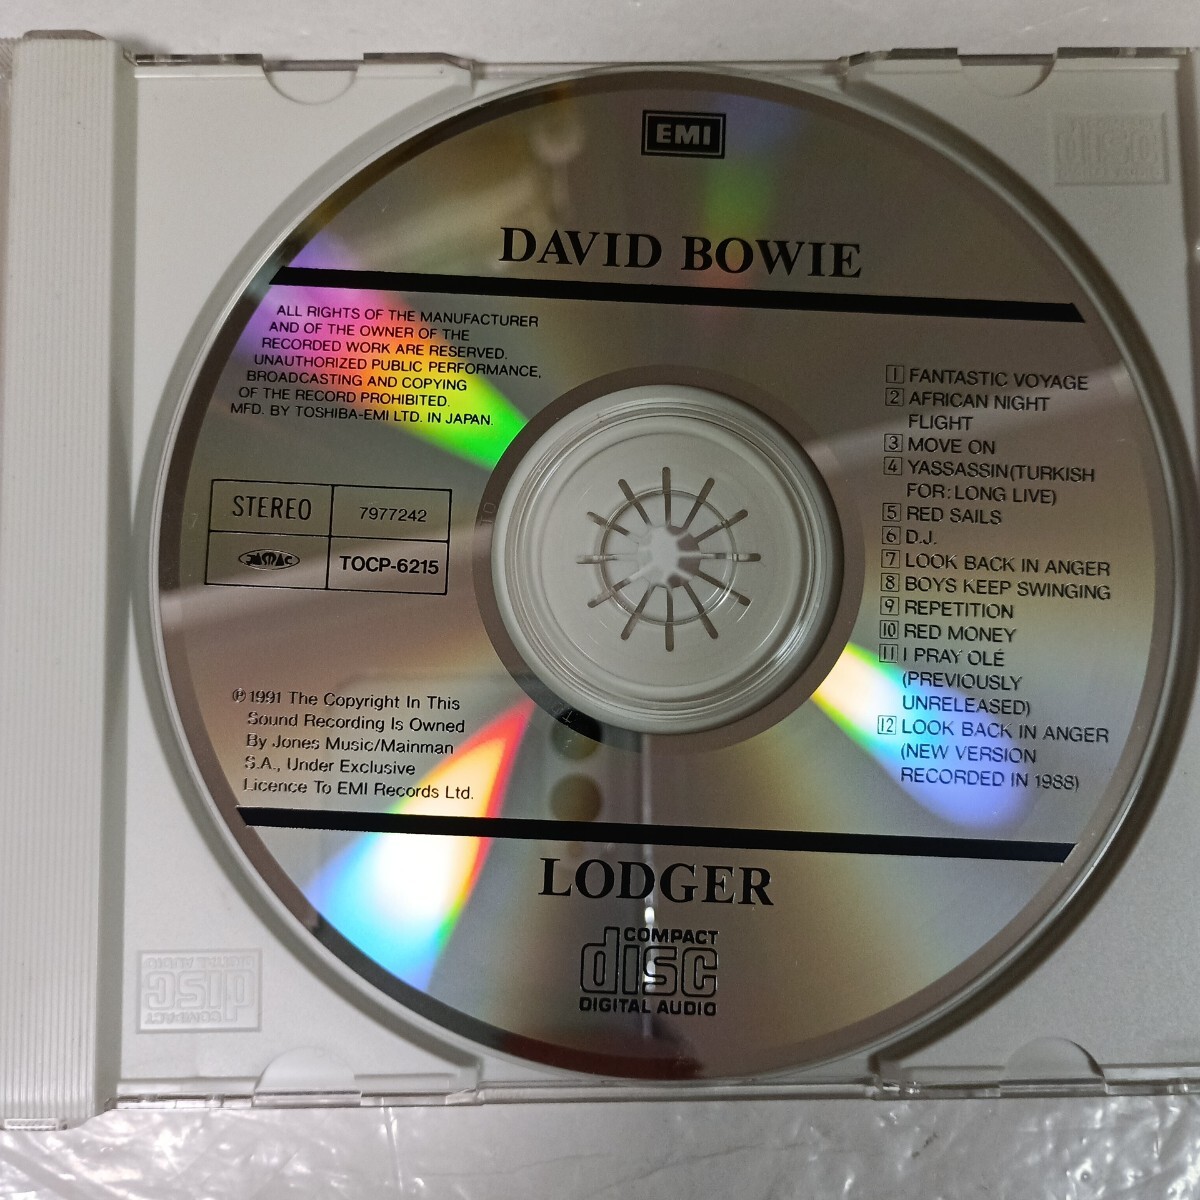 EMI
DAVID BOWIE
ALL RIGHTS OF THE MANUFACTURER
AND OF THE OWNER OF THE
RECORDED WORK ARE RESERVED.
UNAUTHORIZED PUBLIC PERFORMANCE,
BROADCASTING AND COPYING
OF THE RECORD PROHIBITED.
MFD. BY TOSHIBA-EMI LTD. IN JAPAN.
STEREO 7977242
JASRAC TOCP-6215
℗1991 The Copyright In This
Sound Recording Is Owned
By Jones Music/Mainman
S.A., Under Exclusive
Licence To EMI Records Ltd.
1 FANTASTIC VOYAGE
2 AFRICAN NIGHT
FLIGHT
3 MOVE ON
4 YASSASSIN(TURKISH
FOR:LONG LIVE)
5 RED SAILS
6 D.J.
7 LOOK BACK IN ANGER
8 BOYS KEEP SWINGING
9 REPETITION
10 RED MONEY
11 I PRAY OLÉ
(PREVIOUSLY
UNRELEASED)
12 LOOK BACK IN ANGER
(NEW VERSION
RECORDED IN 1988)
LODGER
COMPACT
disc
DIGITAL AUDIO
COMPACT
disc
DIGITAL AUDIO